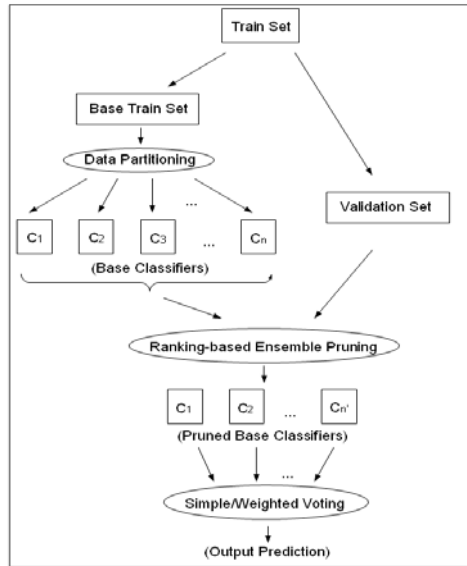 Train Set
Base Train Set
Data Partitioning
...
Validation Set
C1 C2 C3 ... Cn
(Base Classifiers)
Ranking-based Ensemble Pruning
C1 C2 ... Cn'
(Pruned Base Classifiers)
...
Simple/Weighted Voting
(Output Prediction)